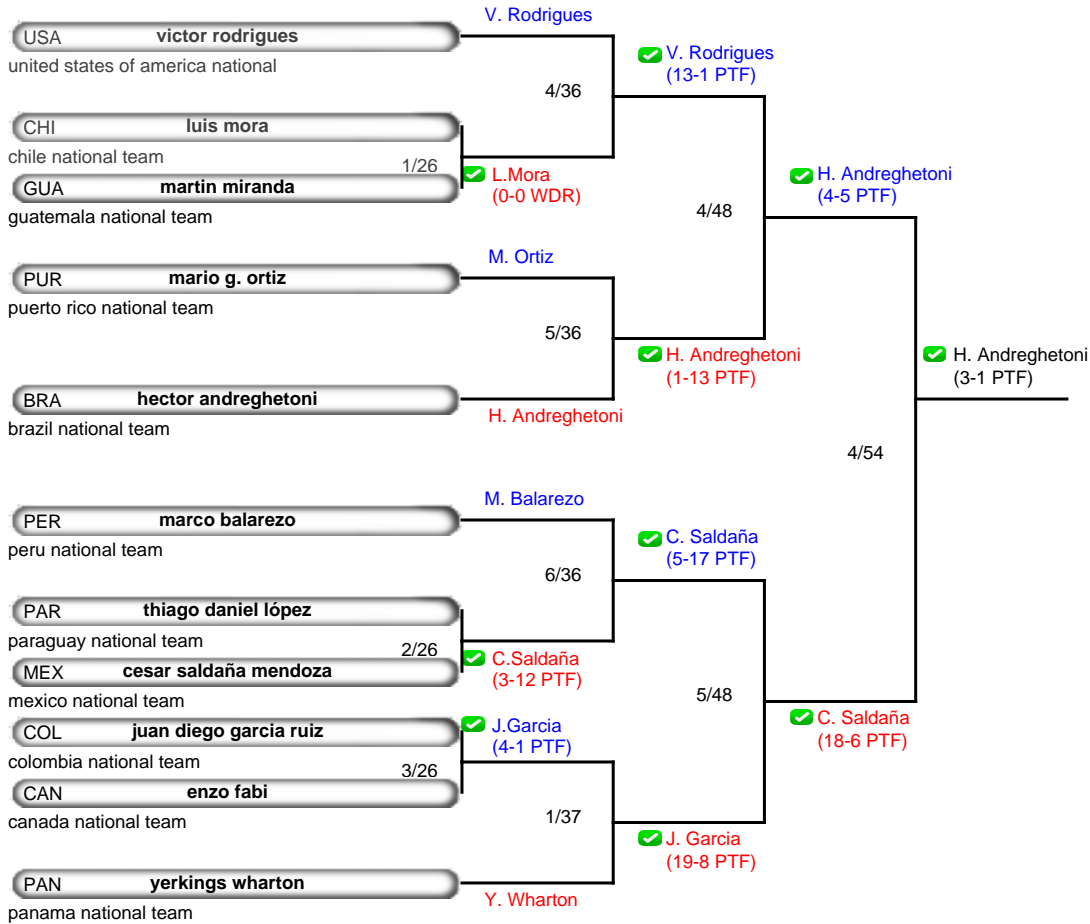 V. Rodrigues
USA victor rodrigues
united states of america national
V. Rodrigues
(13-1 PTF)
4/36
CHI luis mora
chile national team
1/26
L.Mora
(0-0 WDR)
GUA martin miranda
guatemala national team
H. Andreghetoni
(4-5 PTF)
4/48
M. Ortiz
PUR mario g. ortiz
puerto rico national team
5/36
H. Andreghetoni
(1-13 PTF)
H. Andreghetoni
(3-1 PTF)
BRA hector andreghetoni
H. Andreghetoni
brazil national team
4/54
M. Balarezo
PER marco balarezo
peru national team
C. Saldaña
(5-17 PTF)
6/36
PAR thiago daniel lópez
paraguay national team
2/26
C.Saldaña
(3-12 PTF)
MEX cesar saldaña mendoza
mexico national team
5/48
C. Saldaña
(18-6 PTF)
COL juan diego garcia ruiz
J.Garcia
(4-1 PTF)
colombia national team
3/26
CAN enzo fabi
canada national team
1/37
J. Garcia
(19-8 PTF)
PAN yerkings wharton
Y. Wharton
panama national team